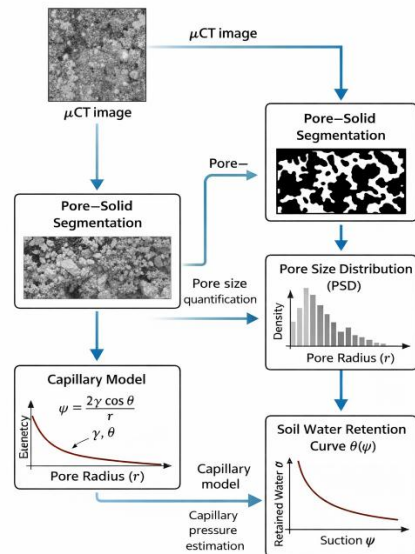 μCT image
μCT image
Pore–Solid
Segmentation
Pore–
Pore–Solid
Segmentation
Pore size
quantification
Pore Size Distribution
(PSD)
Density
Pore Radius (r)
Capillary Model
ψ = 2γ cos θ / r
γ, θ
Euenetcy
Pore Radius (r)
Capillary
model
Capillary
pressure
estimation
Soil Water Retention
Curve θ(ψ)
Retained Water σ
Suction ψ